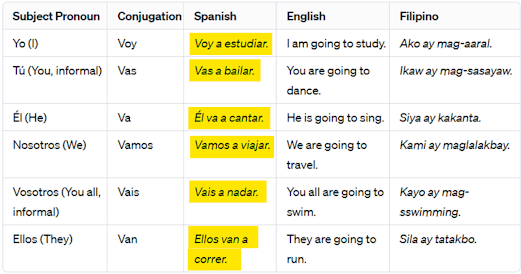 Subject Pronoun Conjugation Spanish English Filipino
Yo (I) Voy Voy a estudiar. I am going to study. Ako ay mag-aaral.
Tú (You, informal) Vas Vas a bailar. You are going to Ikaw ay mag-sasayaw.
dance.
Él (He) Va Él va a cantar. He is going to sing. Siya ay kakanta.
Nosotros (We) Vamos Vamos a viajar. We are going to Kami ay maglalakbay.
travel.
Vosotros (You all, Vais Vais a nadar. You all are going to Kayo ay mag-
informal) swim. sswimming.
Ellos (They) Van Ellos van a They are going to Sila ay tatakbo.
correr. run.